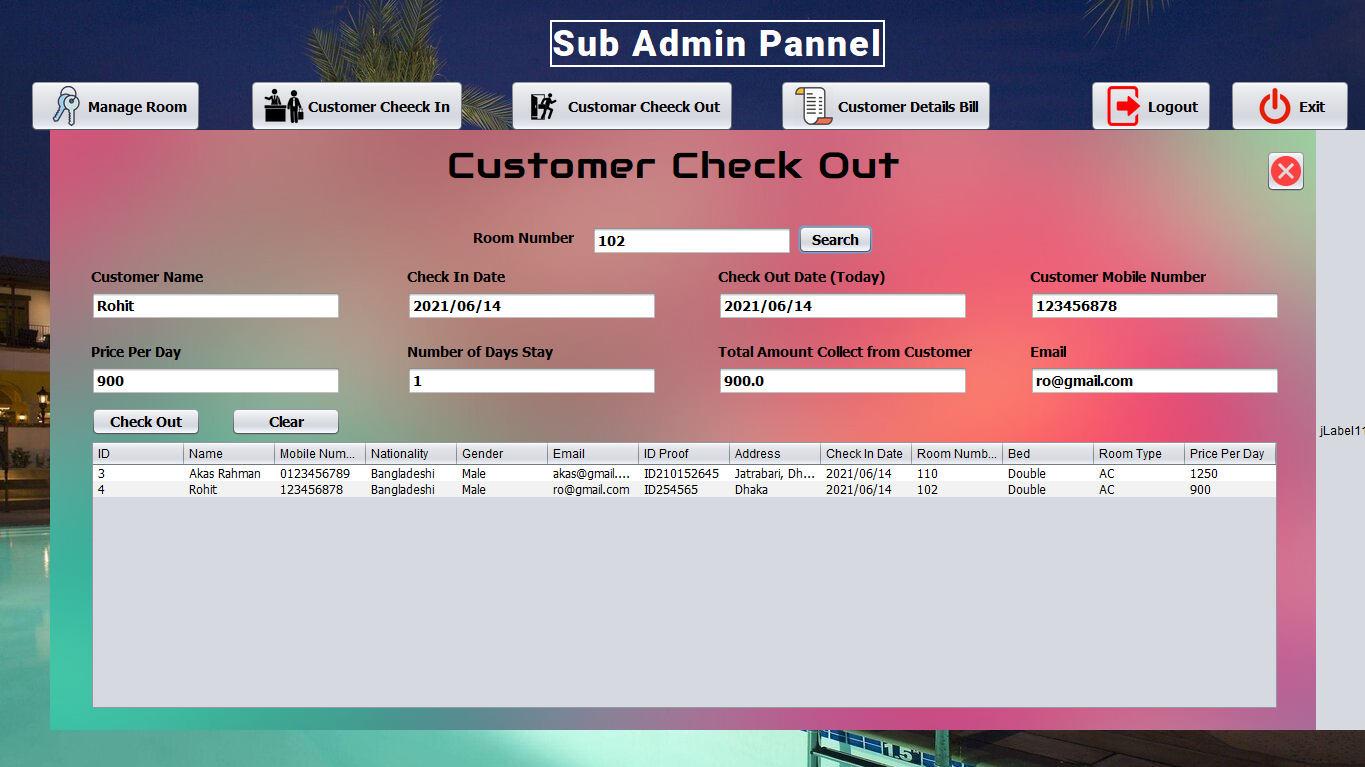 Sub Admin Pannel
Manage Room
Customer Cheeck In
Customar Cheeck Out
Customer Details Bill
Logout
Exit
Customer Check Out
Room Number 102 Search
Customer Name Check In Date Check Out Date (Today) Customer Mobile Number
Rohit 2021/06/14 2021/06/14 123456878
Price Per Day Number of Days Stay Total Amount Collect from Customer Email
900 1 900.0 ro@gmail.com
Check Out Clear
jLabel11
ID Name Mobile Num... Nationality Gender Email ID Proof Address Check In Date Room Numb... Bed Room Type Price Per Day
3 Akas Rahman 0123456789 Bangladeshi Male akas@gmail.... ID210152645 Jatrabari, Dh... 2021/06/14 110 Double AC 1250
4 Rohit 123456878 Bangladeshi Male ro@gmail.com ID254565 Dhaka 2021/06/14 102 Double AC 900
15